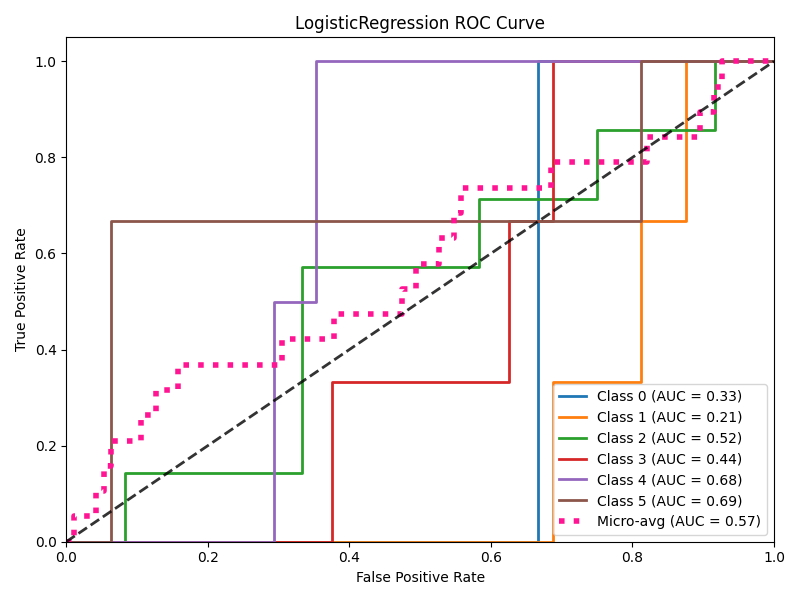 LogisticRegression ROC Curve
True Positive Rate
1.0
0.8
0.6
0.4
0.2
0.0
Class 0 (AUC = 0.33)
Class 1 (AUC = 0.21)
Class 2 (AUC = 0.52)
Class 3 (AUC = 0.44)
Class 4 (AUC = 0.68)
Class 5 (AUC = 0.69)
Micro-avg (AUC = 0.57)
0.0 0.2 0.4 0.6 0.8 1.0
False Positive Rate